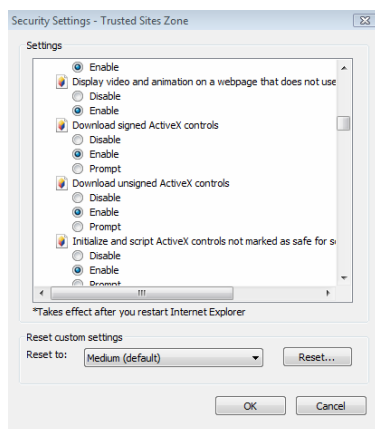 Security Settings - Trusted Sites Zone
Settings
Enable
Display video and animation on a webpage that does not use
Disable
Enable
Download signed ActiveX controls
Disable
Enable
Prompt
Download unsigned ActiveX controls
Disable
Enable
Prompt
Initialize and script ActiveX controls not marked as safe for s
Disable
Enable
Prompt
*Takes effect after you restart Internet Explorer
Reset custom settings
Reset to: Medium (default) Reset...
OK Cancel